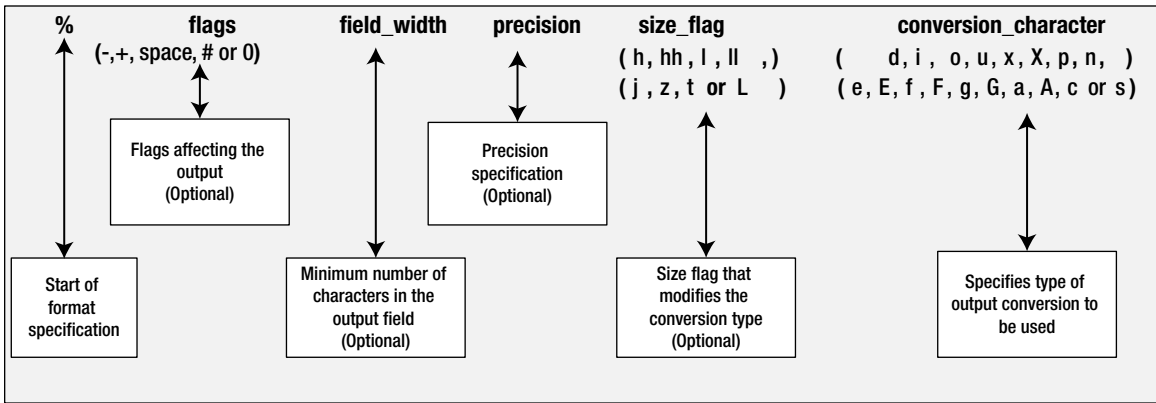 % flags field_width precision size_flag conversion_character
(-,+, space, # or 0) ( h, hh, l , ll , ) ( d, i , o, u, x, X, p, n, )
( j , z, t or L ) ( e, E, f , F, g, G, a, A, c or s )
Flags affecting the
output
(Optional)
Precision
specification
(Optional)
Start of
format
specification
Minimum number of
characters in the
output field
(Optional)
Size flag that
modifies the
conversion type
(Optional)
Specifies type of
output conversion to
be used